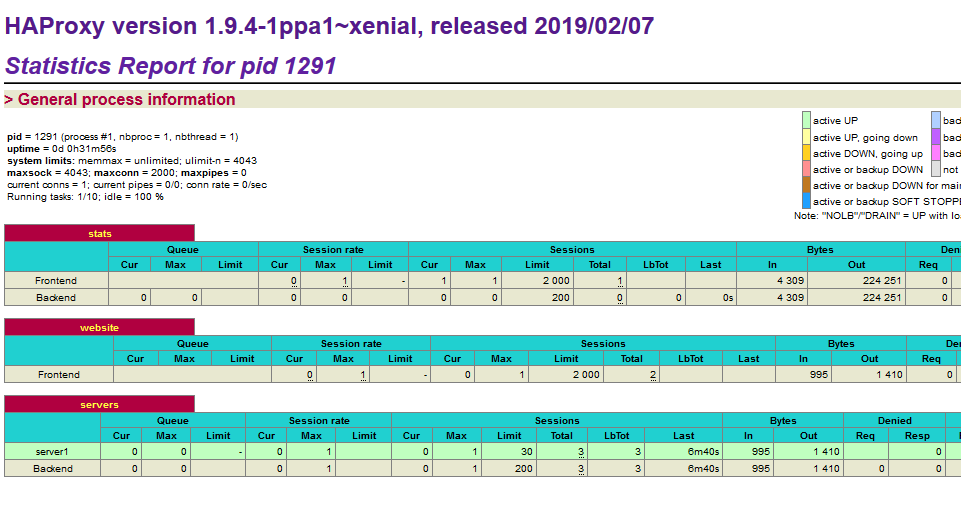 HAProxy version 1.9.4-1ppa1~xenial, released 2019/02/07
Statistics Report for pid 1291
> General process information
pid = 1291 (process #1, nbproc = 1, nbthread = 1)
uptime = 0d 0h31m56s
system limits: memmax = unlimited; ulimit-n = 4043
maxsock = 4043; maxconn = 2000; maxpipes = 0
current conns = 1; current pipes = 0/0; conn rate = 0/sec
Running tasks: 1/10; idle = 100 %
active UP bac
active UP, going down bac
active DOWN, going up bac
active or backup DOWN not
active or backup DOWN for mai
active or backup SOFT STOPP
Note: "NOLB"/"DRAIN" = UP with lo
stats
Queue Session rate Sessions Bytes Den
Cur Max Limit Cur Max Limit Cur Max Limit Total LbTot Last In Out Req
Frontend 0 1 - 1 1 2 000 1 4 309 224 251 0
Backend 0 0 0 0 0 0 200 0 0 0s 4 309 224 251 0
website
Queue Session rate Sessions Bytes De
Cur Max Limit Cur Max Limit Cur Max Limit Total LbTot Last In Out Req
Frontend 0 1 - 0 1 2 000 2 995 1 410 0
servers
Queue Session rate Sessions Bytes Denied
Cur Max Limit Cur Max Limit Cur Max Limit Total LbTot Last In Out Req Resp
server1 0 0 - 0 1 0 1 30 3 3 6m40s 995 1 410 0
Backend 0 0 0 1 0 1 200 3 3 6m40s 995 1 410 0 0